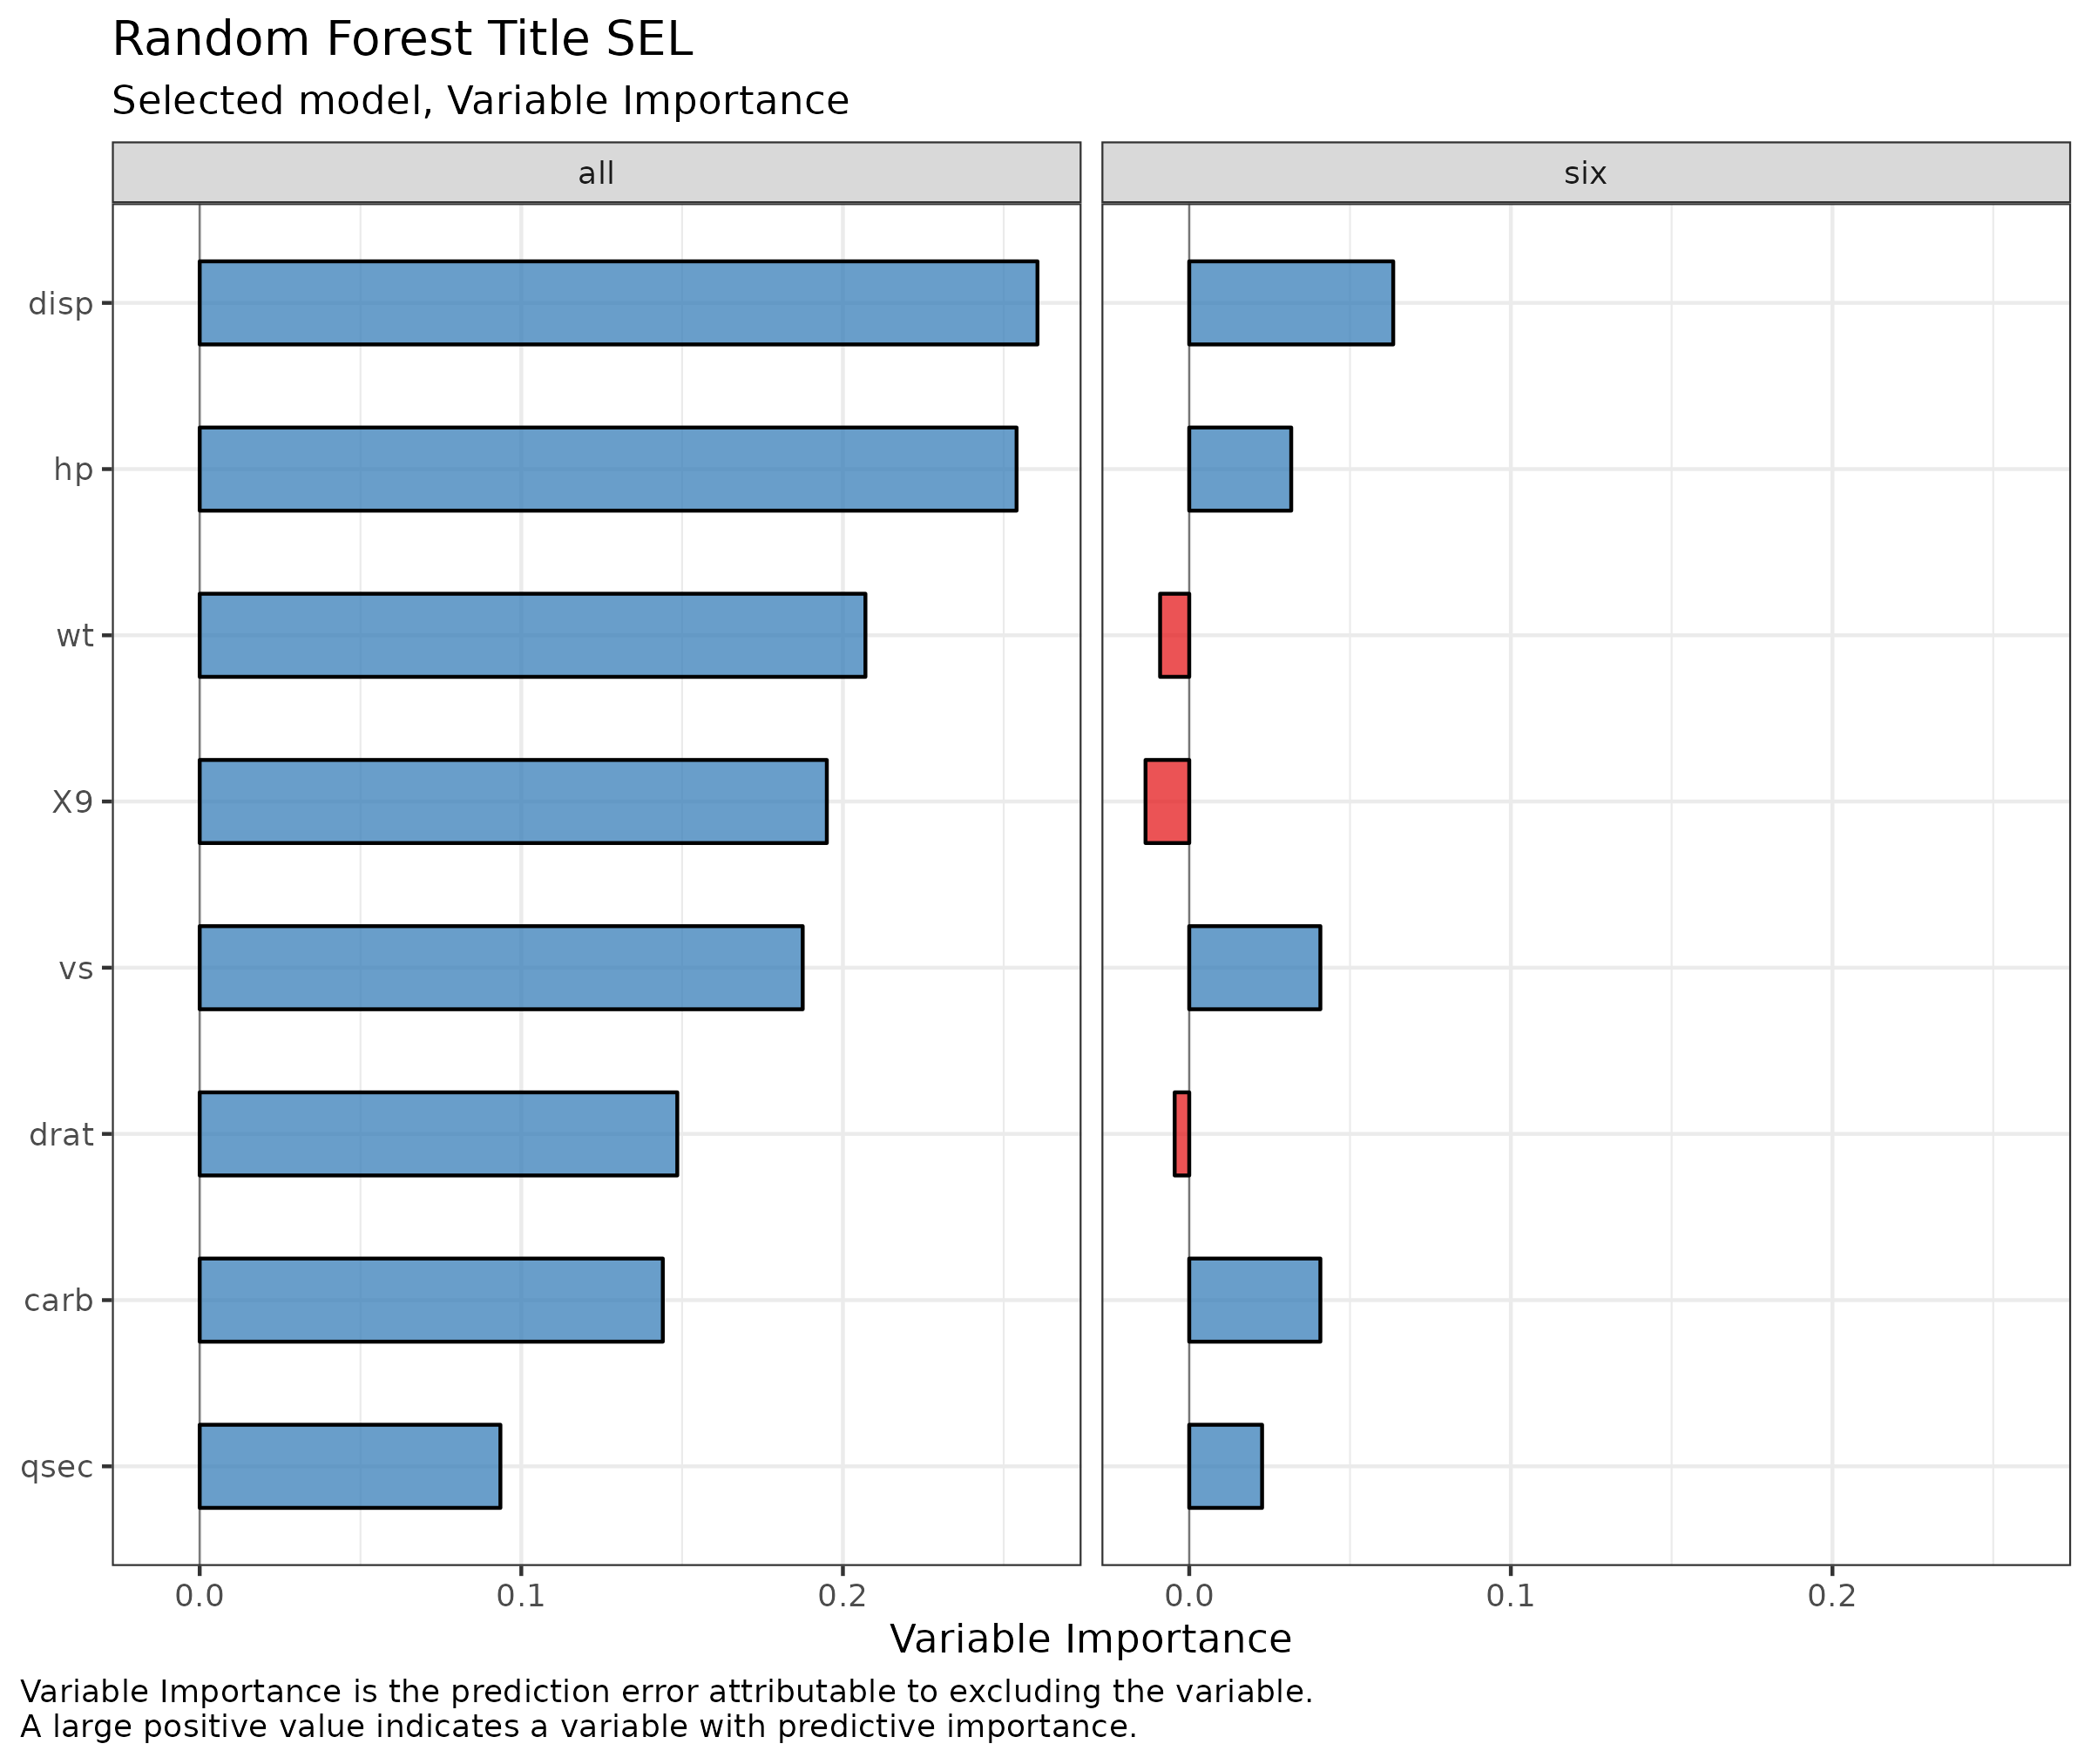 Random Forest Title SEL
Selected model, Variable Importance
all
six
disp
hp
wt
X9
vs
drat
carb
qsec
0.0 0.1 0.2 0.0 0.1 0.2
Variable Importance
Variable Importance is the prediction error attributable to excluding the variable.
A large positive value indicates a variable with predictive importance.